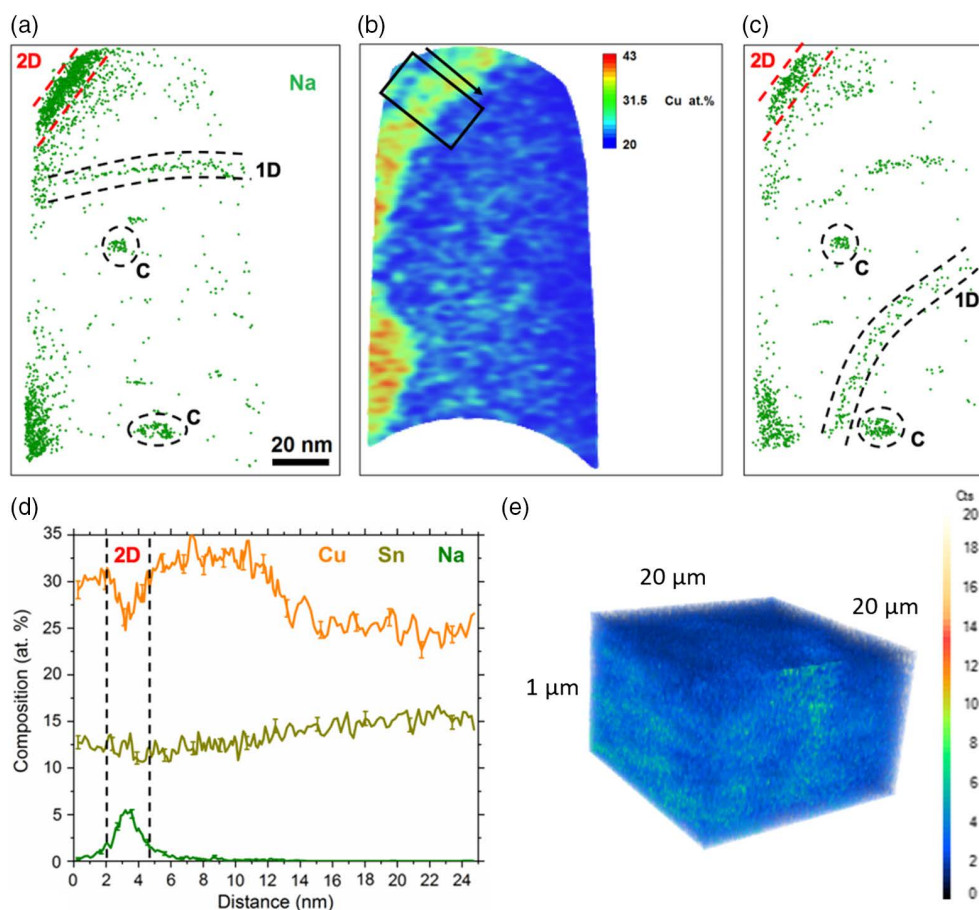 (a)
2D
Na
1D
C
C
20 nm
(b)
43
31.5 Cu at.%
20
(c)
2D
C
1D
C
(d)
35
30
25
20
15
10
5
0
Composition (at. %)
2D Cu Sn Na
0 2 4 6 8 10 12 14 16 18 20 22 24
Distance (nm)
(e)
20 µm
20 µm
1 µm
Cts
20
18
16
14
12
10
8
6
4
2
0